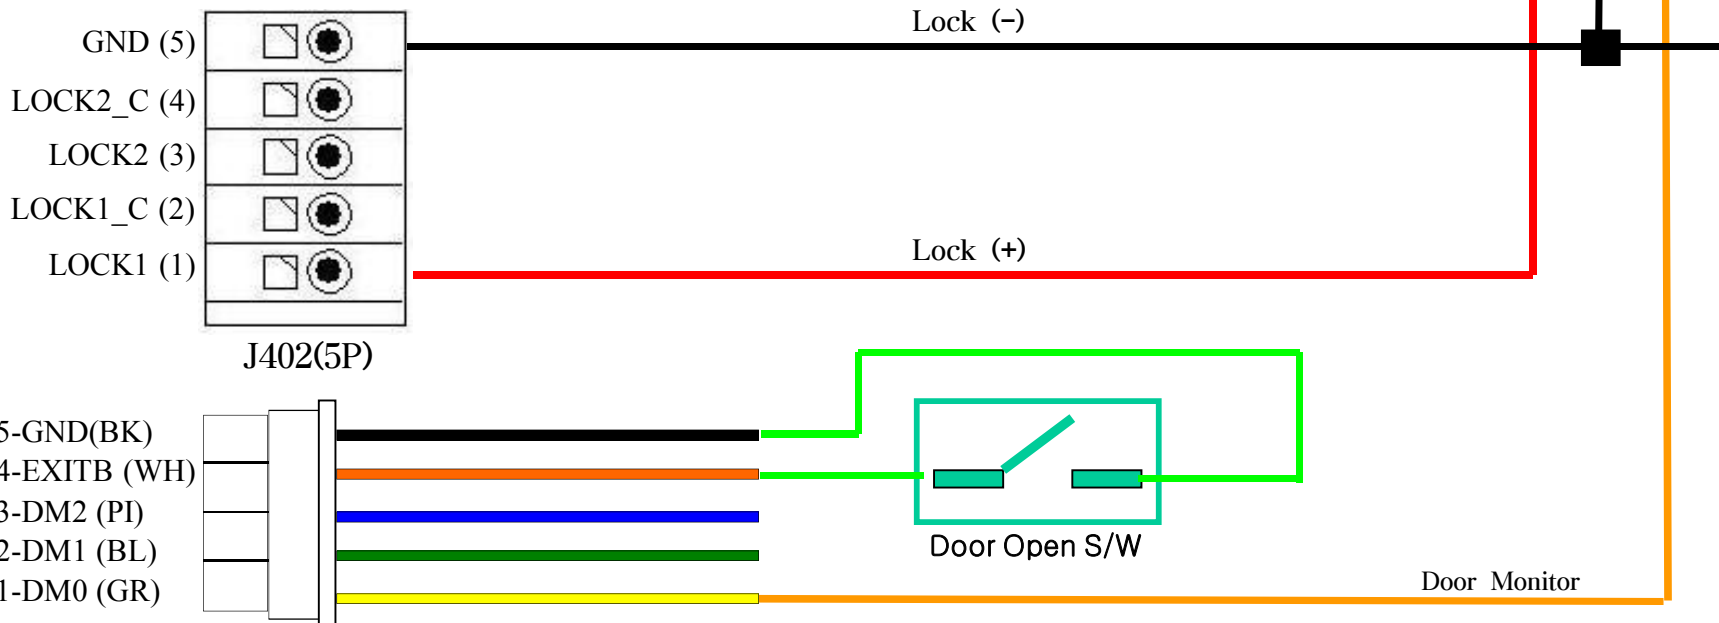 Lock (-)
GND (5)
LOCK2_C (4)
LOCK2 (3)
LOCK1_C (2)
LOCK1 (1)
Lock (+)
J402(5P)
5-GND(BK)
4-EXITB (WH)
3-DM2 (PI)
2-DM1 (BL)
1-DM0 (GR)
Door Open S/W
Door Monitor